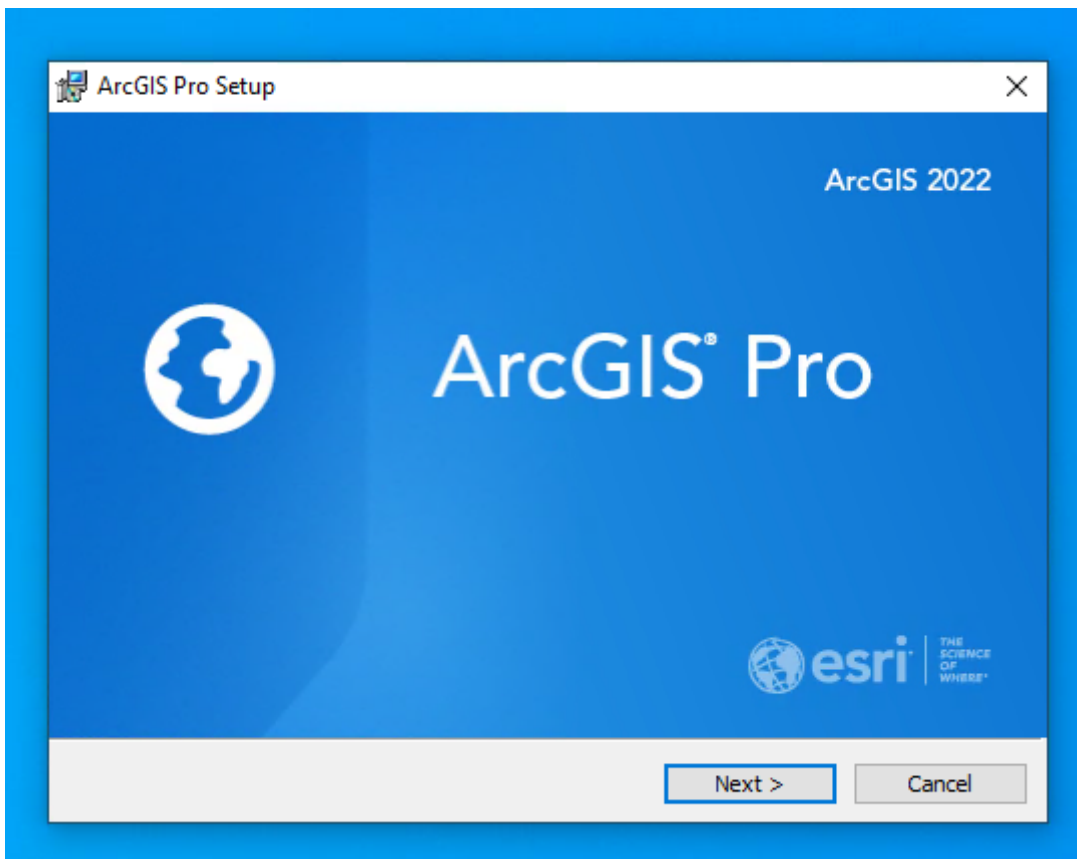 ArcGIS Pro Setup
ArcGIS 2022
ArcGIS® Pro
esri
THE
SCIENCE
OF
WHERE®
Next >
Cancel